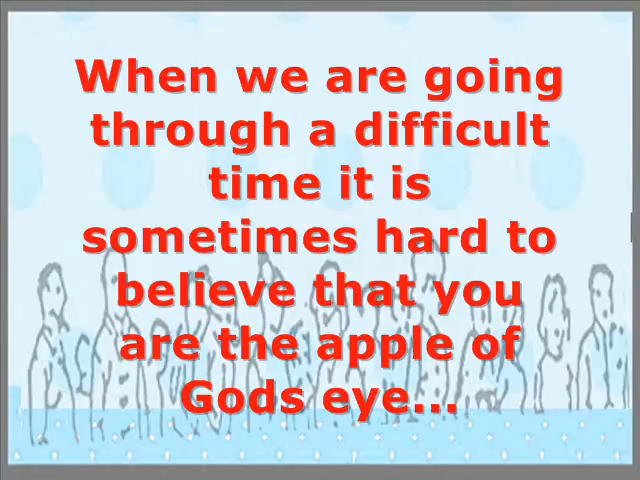 When we are going
through a difficult
time it is
sometimes hard to
believe that you
are the apple of
Gods eye...